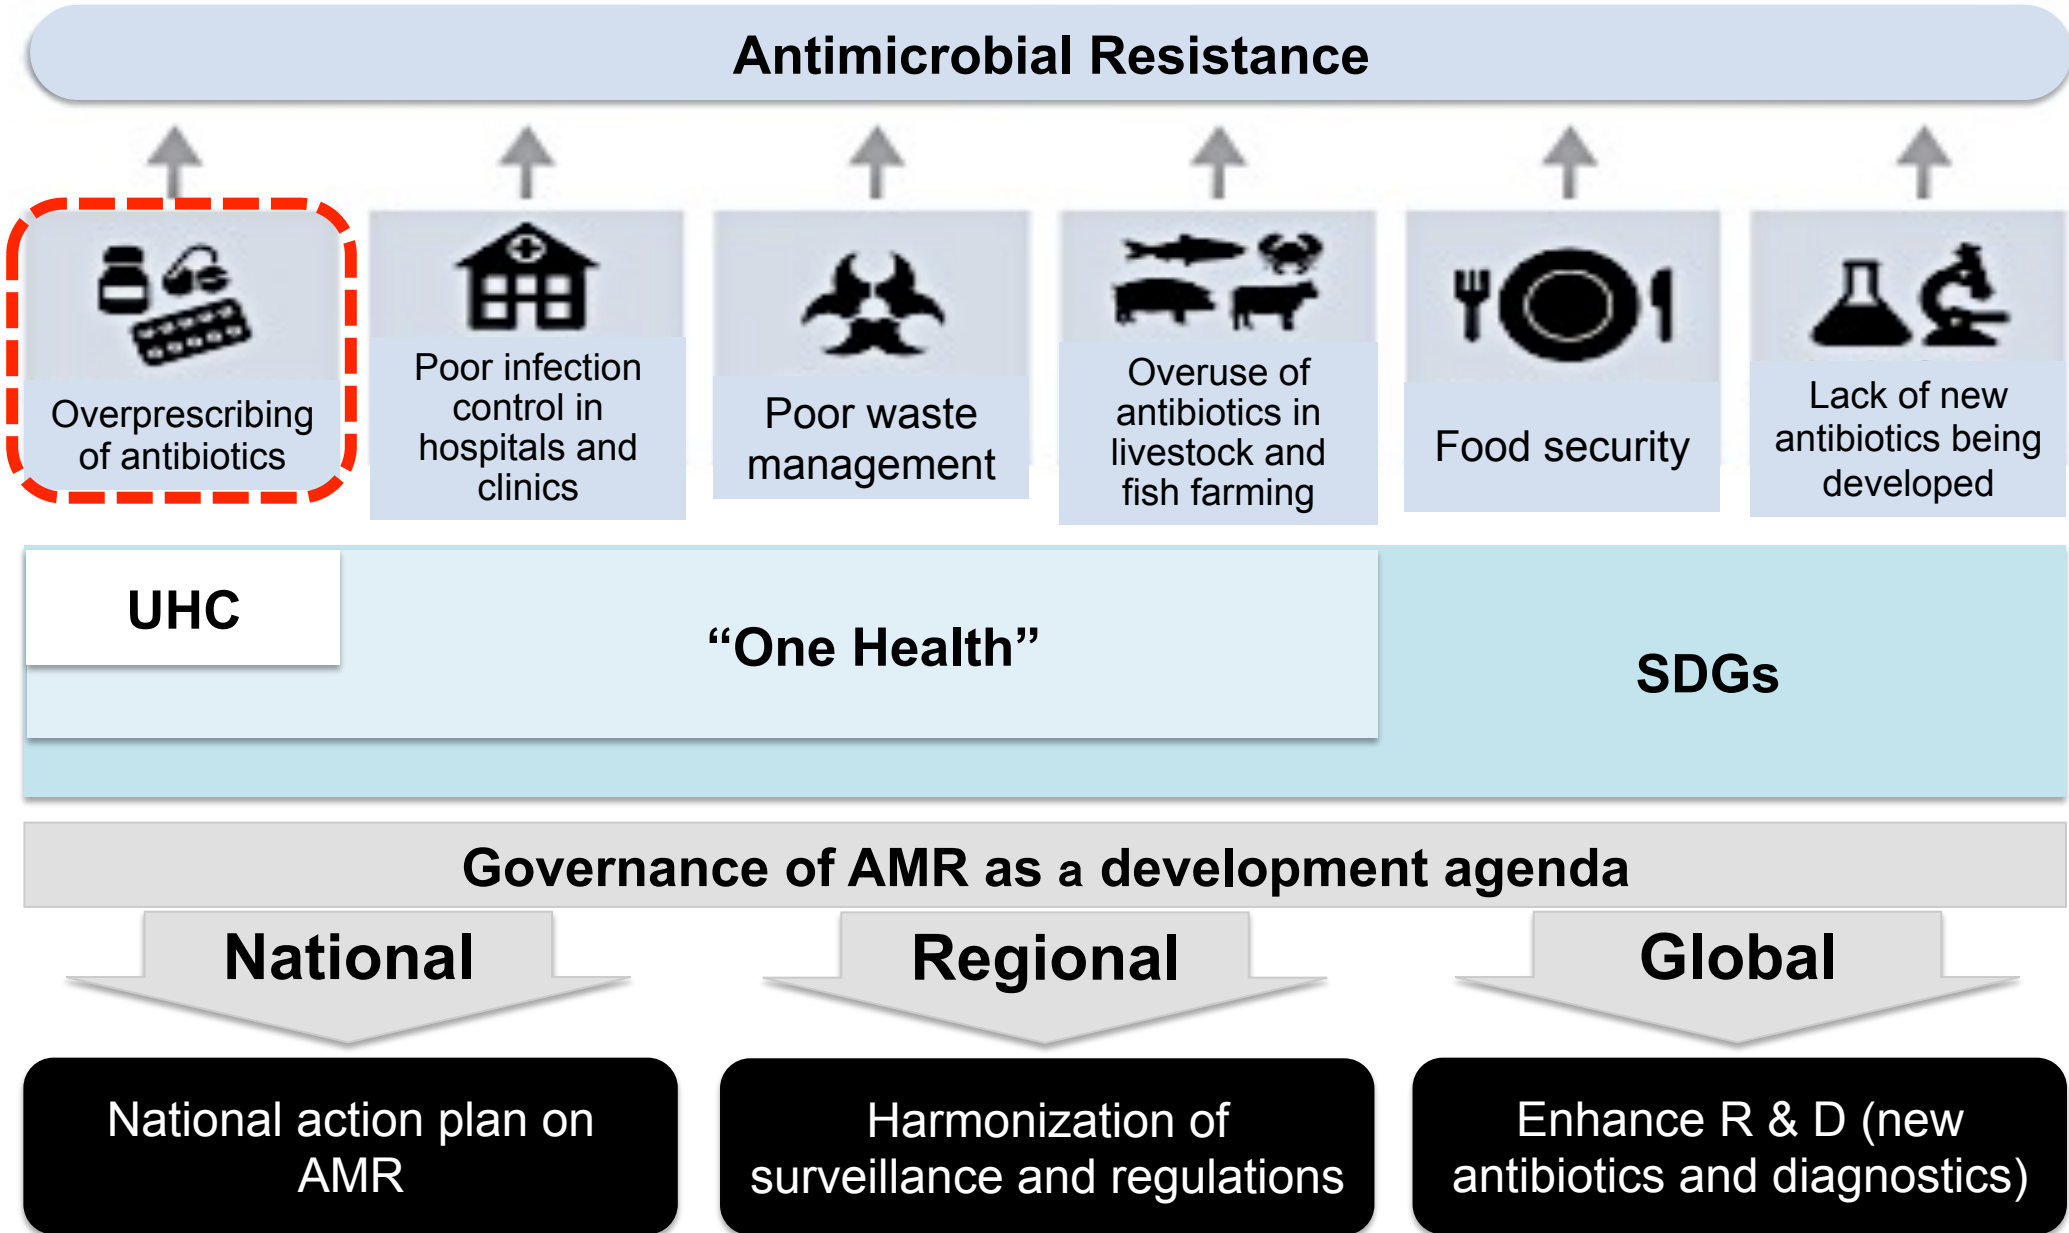 Antimicrobial Resistance
Overprescribing
of antibiotics
Poor infection
control in
hospitals and
clinics
Poor waste
management
Overuse of
antibiotics in
livestock and
fish farming
Food security
Lack of new
antibiotics being
developed
UHC
“One Health”
SDGs
Governance of AMR as a development agenda
National
Regional
Global
National action plan on
AMR
Harmonization of
surveillance and regulations
Enhance R & D (new
antibiotics and diagnostics)